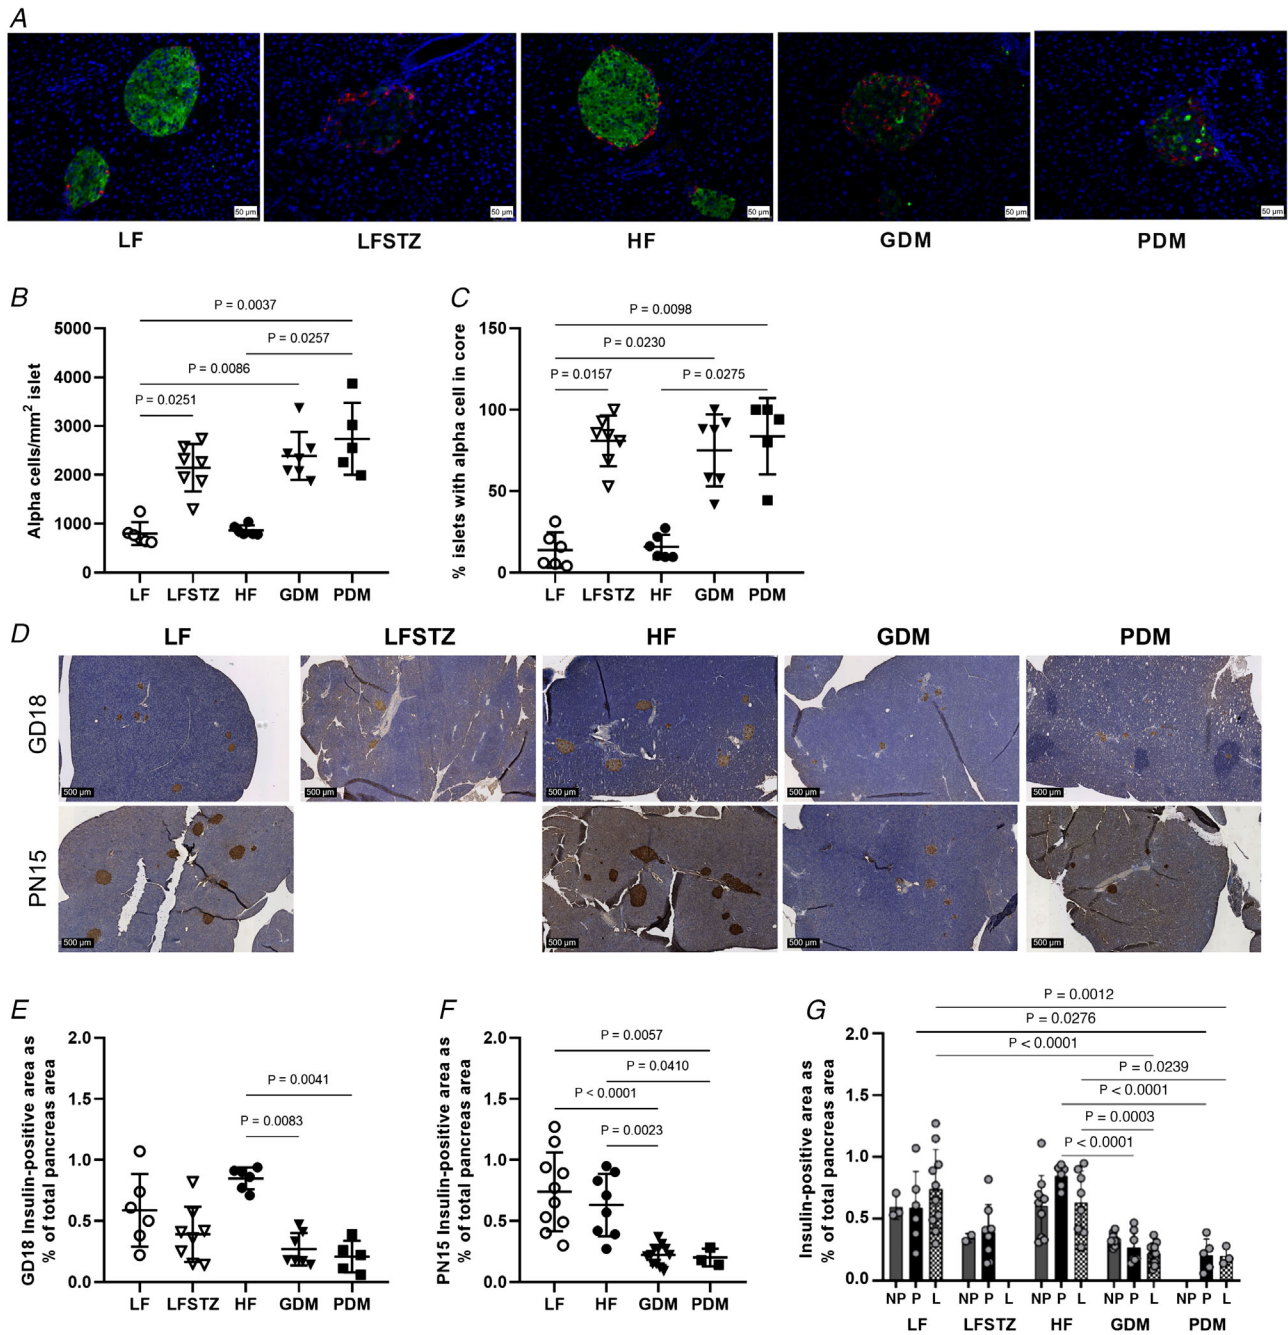 A
50 µm
50 µm
50 µm
50 µm
50 µm
LF
LFSTZ
HF
GDM
PDM
B
P = 0.0037
P = 0.0257
P = 0.0086
P = 0.0251
Alpha cells/mm² islet
5000
4000
3000
2000
1000
0
LF LFSTZ HF GDM PDM
C
P = 0.0098
P = 0.0230
P = 0.0157
P = 0.0275
% islets with alpha cell in core
150
100
50
0
LF LFSTZ HF GDM PDM
D
LF
LFSTZ
HF
GDM
PDM
GD18
500 µm
500 µm
500 µm
500 µm
500 µm
PN15
500 µm
500 µm
500 µm
500 µm
E
GD18 Insulin-positive area as
% of total pancreas area
2.0
1.5
1.0
0.5
0.0
P = 0.0041
P = 0.0083
LF LFSTZ HF GDM PDM
F
PN15 Insulin-positive area as
% of total pancreas area
2.0
1.5
1.0
0.5
0.0
P = 0.0057
P = 0.0410
P < 0.0001
P = 0.0023
LF HF GDM PDM
G
Insulin-positive area as
% of total pancreas area
2.0
1.5
1.0
0.5
0.0
P = 0.0012
P = 0.0276
P < 0.0001
P = 0.0239
P < 0.0001
P = 0.0003
P < 0.0001
NP P L NP P L NP P L NP P L NP P L
LF LFSTZ HF GDM PDM